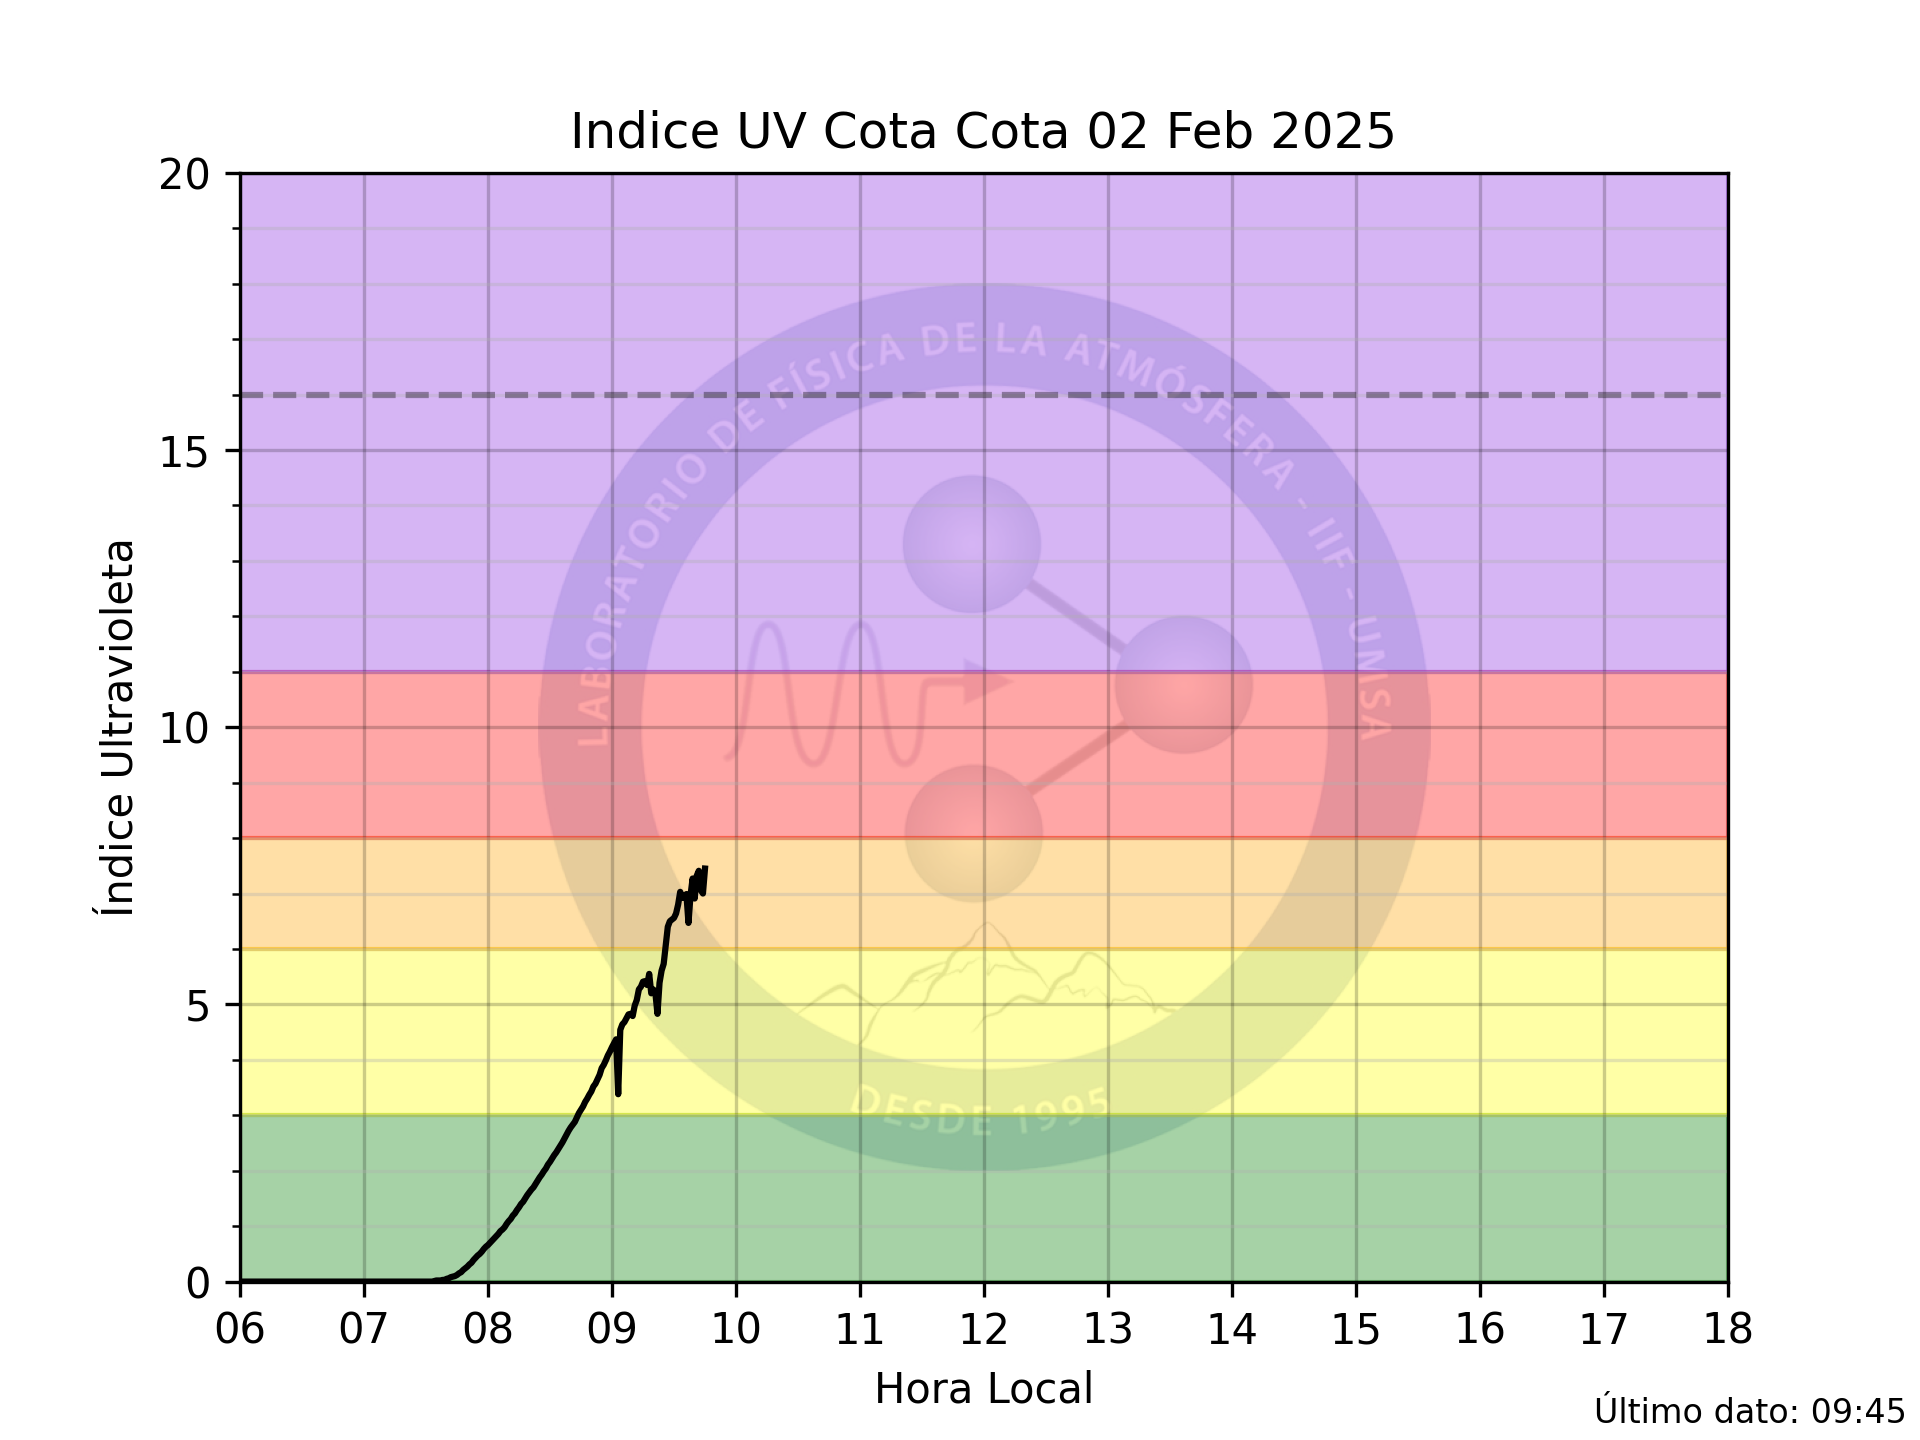 Indice UV Cota Cota 02 Feb 2025
20
15
10
5
0
Índice Ultravioleta
LABORATORIO DE FÍSICA DE LA ATMÓSFERA - IIF - UMSA
DESDE 1995
06 07 08 09 10 11 12 13 14 15 16 17 18
Hora Local
Último dato: 09:45